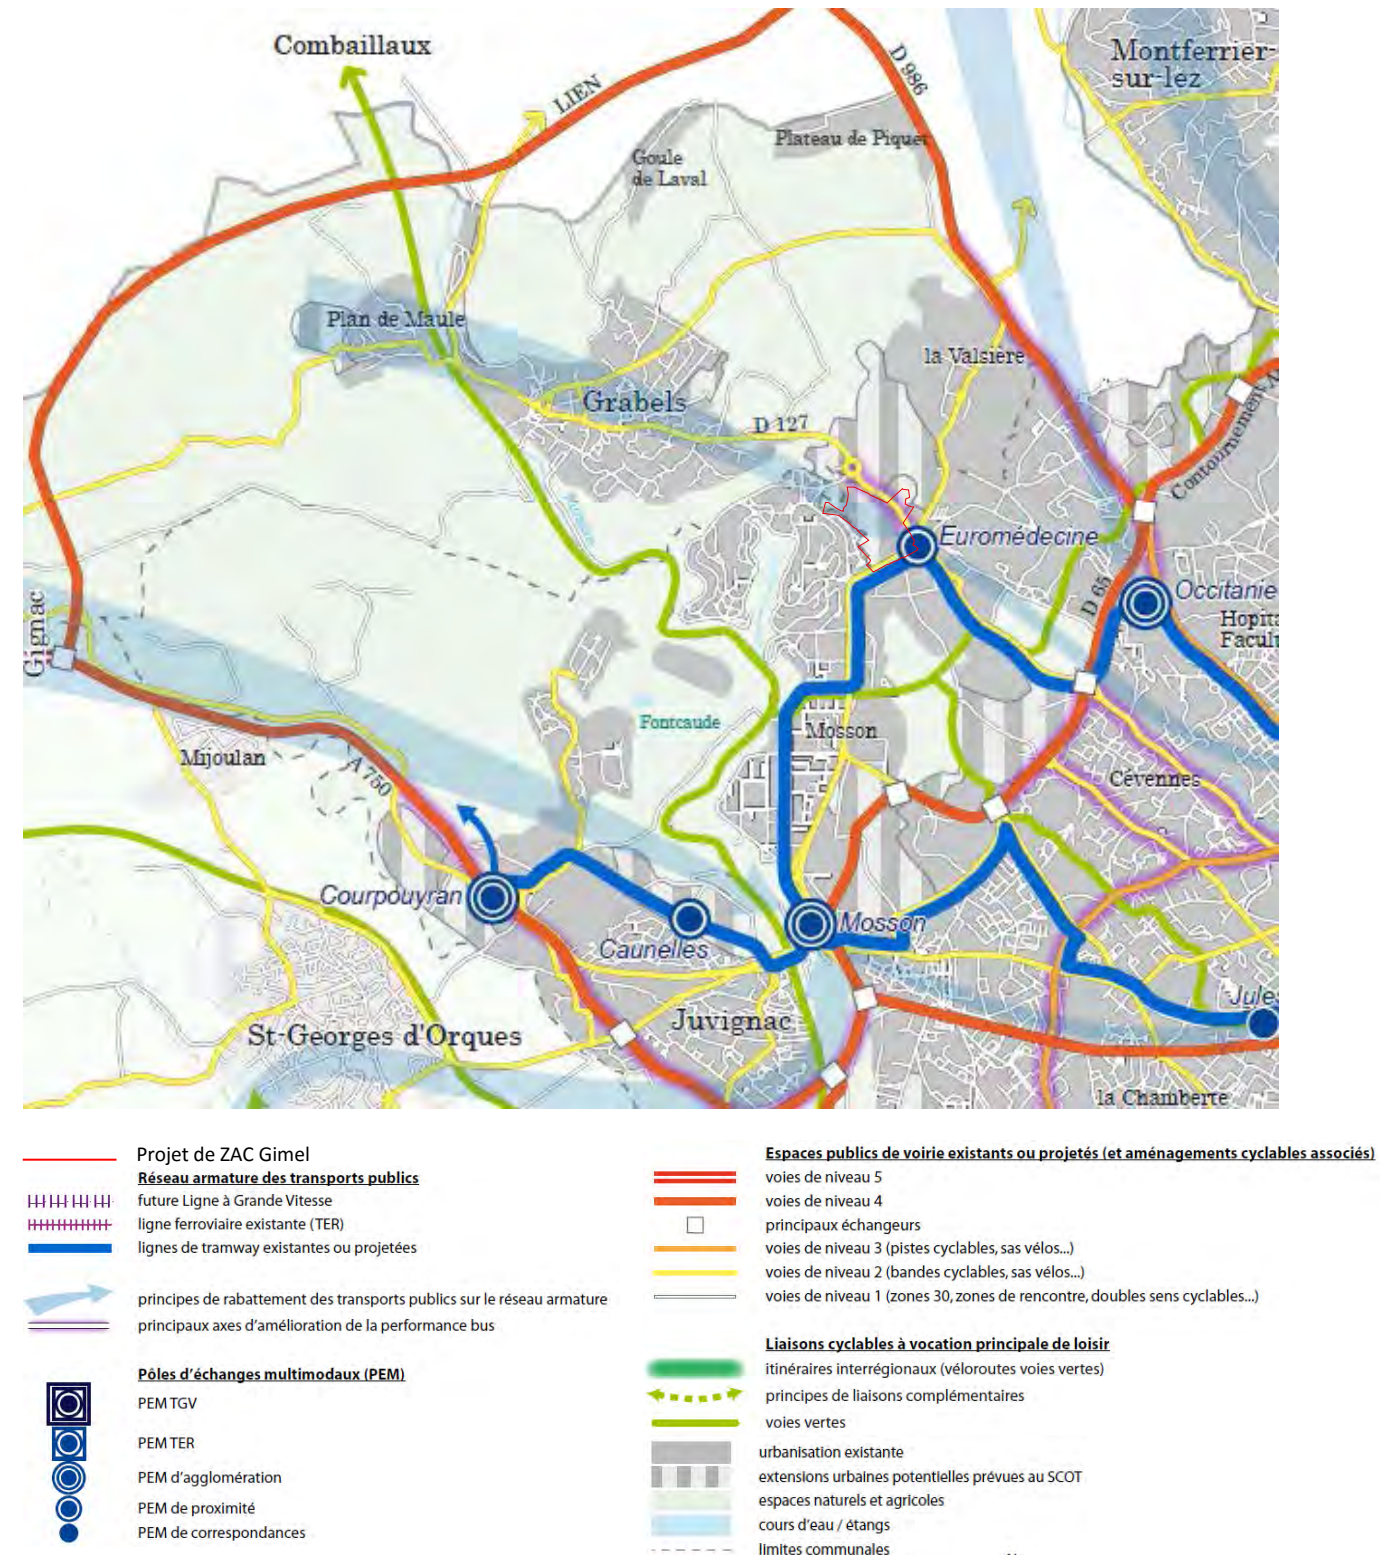 Combaillaux
LIEN
D 986
Montferrier-
sur-lez
Plateau de Piquet
Goule
de Laval
Plan de Maule
la Valsière
Grabels
D 127
Contournement
Euromédecine
Occitanie
D 65
Gignac
Fontcaude
Mosson
Mijoulan
A 750
Cévennes
Courpouyran
Caunelles
Mosson
Juvignac
St-Georges d'Orques
Jule
la Chamberte
Projet de ZAC Gimel
Réseau armature des transports publics
future Ligne à Grande Vitesse
ligne ferroviaire existante (TER)
lignes de tramway existantes ou projetées
principes de rabattement des transports publics sur le réseau armature
principaux axes d'amélioration de la performance bus
Pôles d'échanges multimodaux (PEM)
PEM TGV
PEM TER
PEM d'agglomération
PEM de proximité
PEM de correspondances
Espaces publics de voirie existants ou projetés (et aménagements cyclables associés)
voies de niveau 5
voies de niveau 4
principaux échangeurs
voies de niveau 3 (pistes cyclables, sas vélos...)
voies de niveau 2 (bandes cyclables, sas vélos...)
voies de niveau 1 (zones 30, zones de rencontre, doubles sens cyclables...)
Liaisons cyclables à vocation principale de loisir
itinéraires interrégionaux (véloroutes voies vertes)
principes de liaisons complémentaires
voies vertes
urbanisation existante
extensions urbaines potentielles prévues au SCOT
espaces naturels et agricoles
cours d'eau / étangs
limites communales